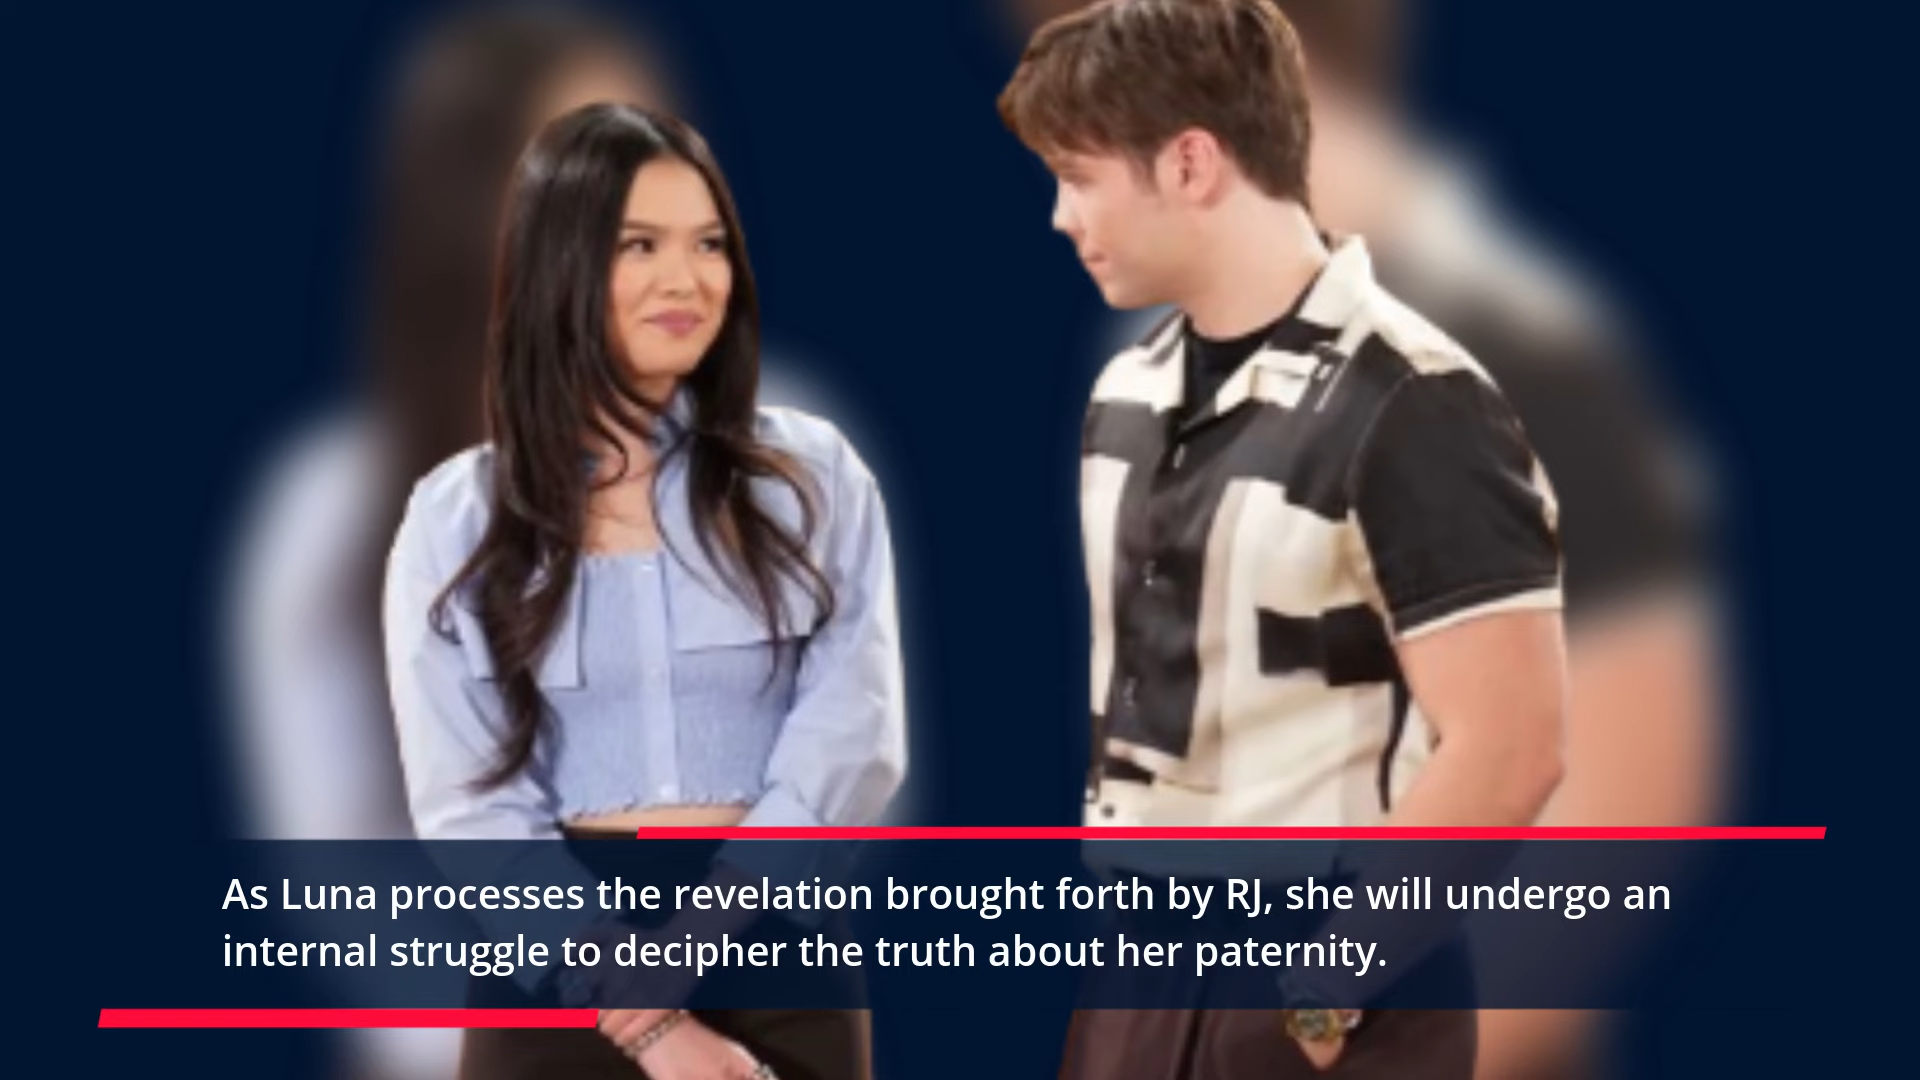 As Luna processes the revelation brought forth by RJ, she will undergo an
internal struggle to decipher the truth about her paternity.